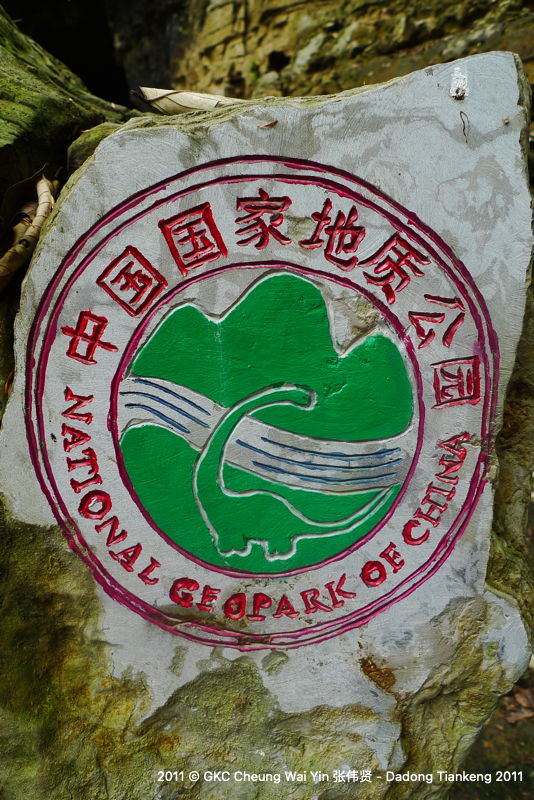 中国国家地质公园
NATIONAL GEOPARK OF CHINA
2011 © GKC Cheung Wai Yin 张伟贤 - Dadong Tiankeng 2011